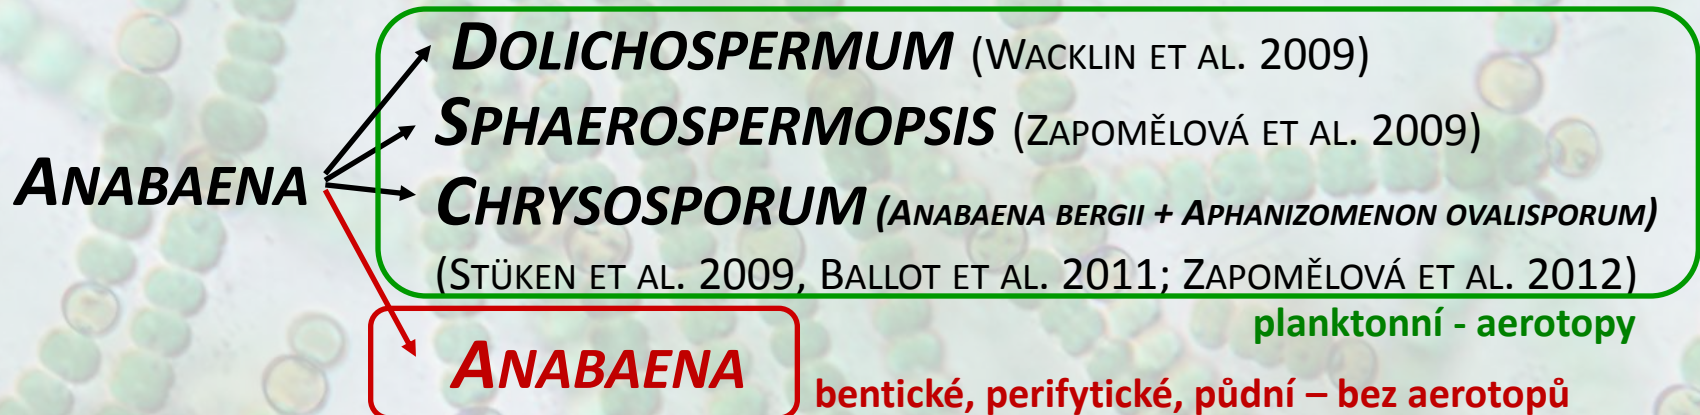 DOLICHOSPERMUM (WACKLIN ET AL. 2009)
SPHAEROSPERMOPSIS (ZAPOMĚLOVÁ ET AL. 2009)
ANABAENA
CHRYSOSPORUM (ANABAENA BERGII + APHANIZOMENON OVALISPORUM)
(STÜKEN ET AL. 2009, BALLOT ET AL. 2011; ZAPOMĚLOVÁ ET AL. 2012)
planktonní - aerotopy
ANABAENA
bentické, perifytické, půdní – bez aerotopů